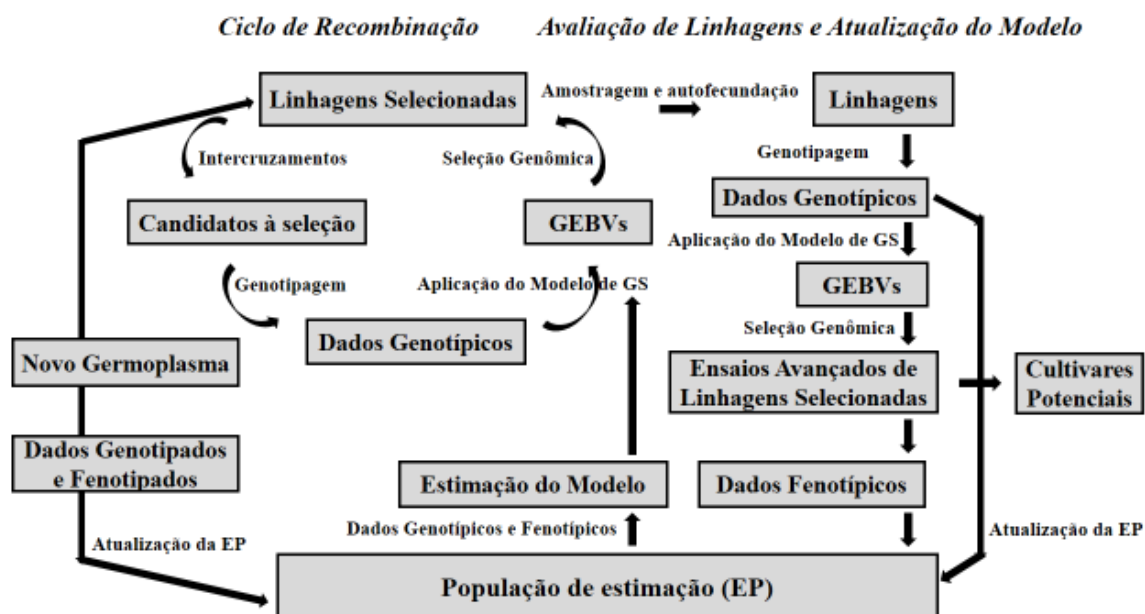 Ciclo de Recombinação
Avaliação de Linhagens e Atualização do Modelo
Linhagens Selecionadas
Amostragem e autofecundação
Linhagens
Intercruzamentos
Seleção Genômica
Genotipagem
Candidatos à seleção
GEBVs
Dados Genotípicos
Aplicação do Modelo de GS
Genotipagem
Aplicação do Modelo de GS
GEBVs
Seleção Genômica
Dados Genotípicos
Novo Germoplasma
Ensaios Avançados de
Linhagens Selecionadas
Cultivares
Potenciais
Dados Genotipados
e Fenotipados
Estimação do Modelo
Dados Fenotípicos
Dados Genotípicos e Fenotípicos
Atualização da EP
Atualização da EP
População de estimação (EP)